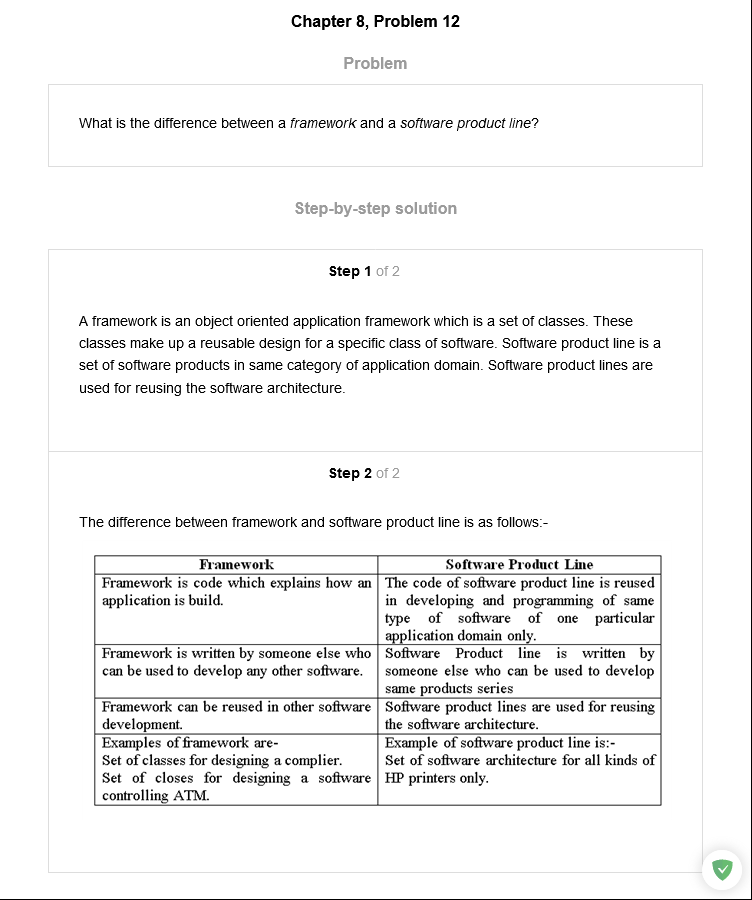 Chapter 8, Problem 12
Problem
What is the difference between a framework and a software product line?
Step-by-step solution
Step 1 of 2
A framework is an object oriented application framework which is a set of classes. These
classes make up a reusable design for a specific class of software. Software product line is a
set of software products in same category of application domain. Software product lines are
used for reusing the software architecture.
Step 2 of 2
The difference between framework and software product line is as follows:-
Framework
Software Product Line
Framework is code which explains how an
application is build.
The code of software product line is reused
in developing and programming of same
type of software of one particular
application domain only.
Framework is written by someone else who
can be used to develop any other software.
Software Product line is written by
someone else who can be used to develop
same products series
Framework can be reused in other software
development.
Software product lines are used for reusing
the software architecture.
Examples of framework are-
Set of classes for designing a complier.
Set of closes for designing a software
controlling ATM.
Example of software product line is:-
Set of software architecture for all kinds of
HP printers only.